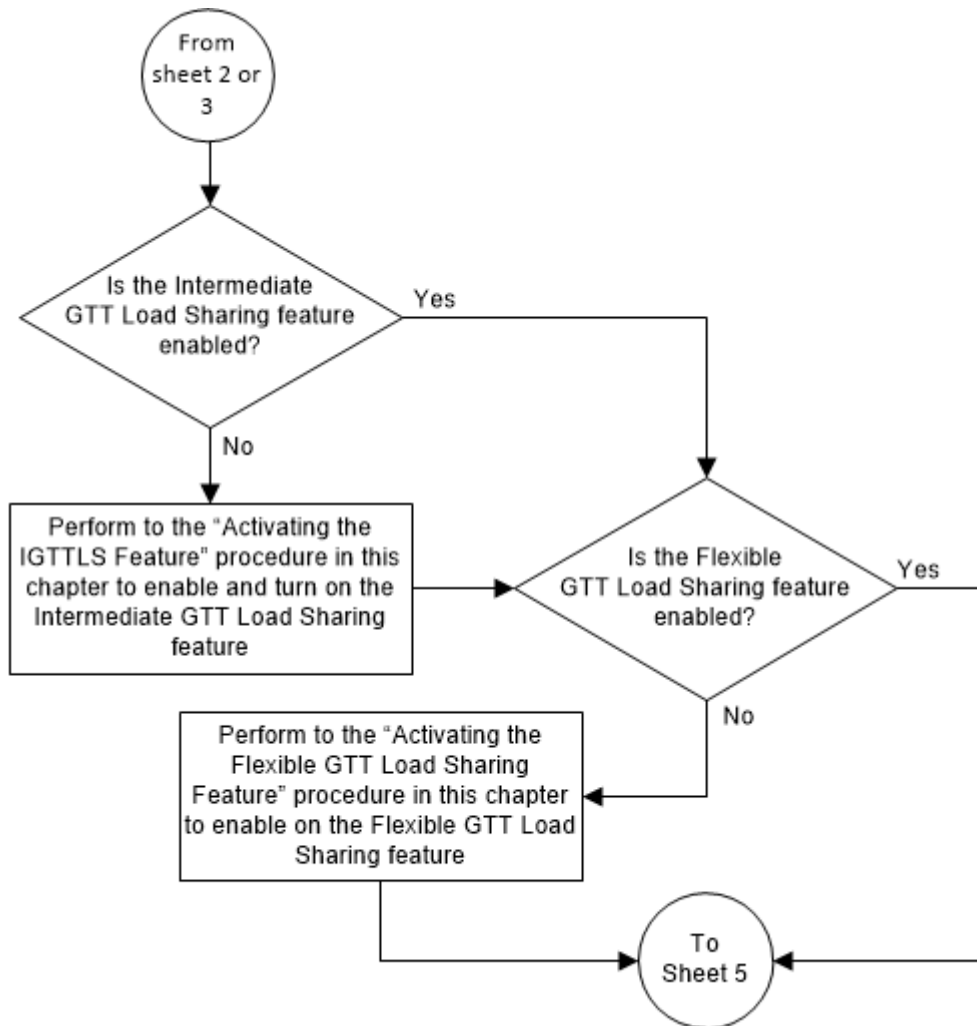 From
sheet 2 or
3
Is the Intermediate
GTT Load Sharing feature
enabled?
Yes
No
Perform to the “Activating the
IGTTLS Feature” procedure in this
chapter to enable and turn on the
Intermediate GTT Load Sharing
feature
Is the Flexible
GTT Load Sharing feature
enabled?
Yes
No
Perform to the “Activating the
Flexible GTT Load Sharing
Feature” procedure in this chapter
to enable on the Flexible GTT Load
Sharing feature
To
Sheet 5